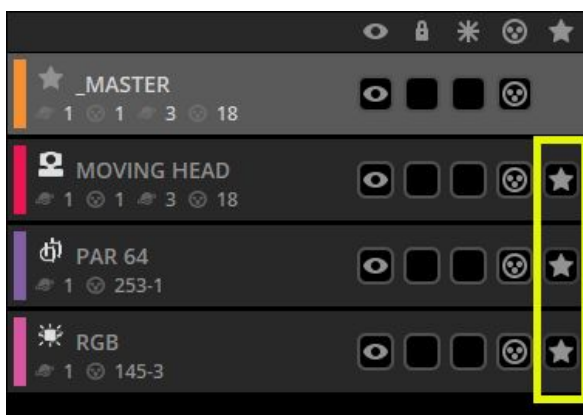 _MASTER
1 1 3 18
MOVING HEAD
1 1 3 18
PAR 64
1 253-1
RGB
1 145-3